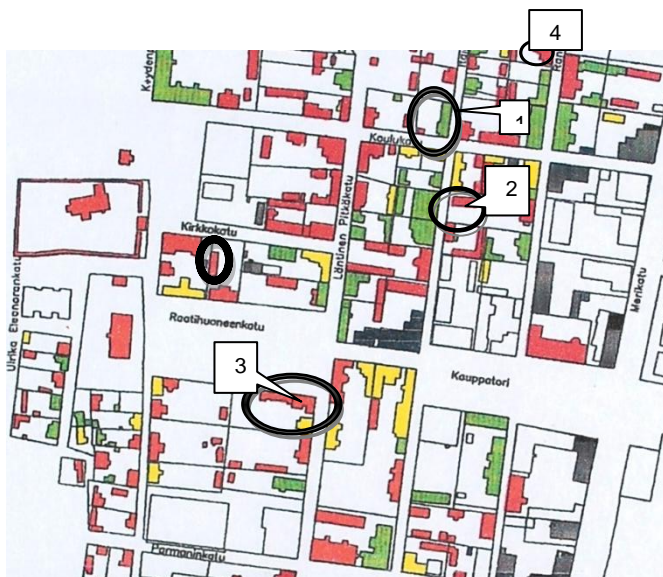 4
1
2
3
Koulukatu
Läntinen Pitkäkatu
Kirkkokatu
Raatihuoneenkatu
Ulrika Eleonorankatu
Merikatu
Kauppatori
Pormaninkatu